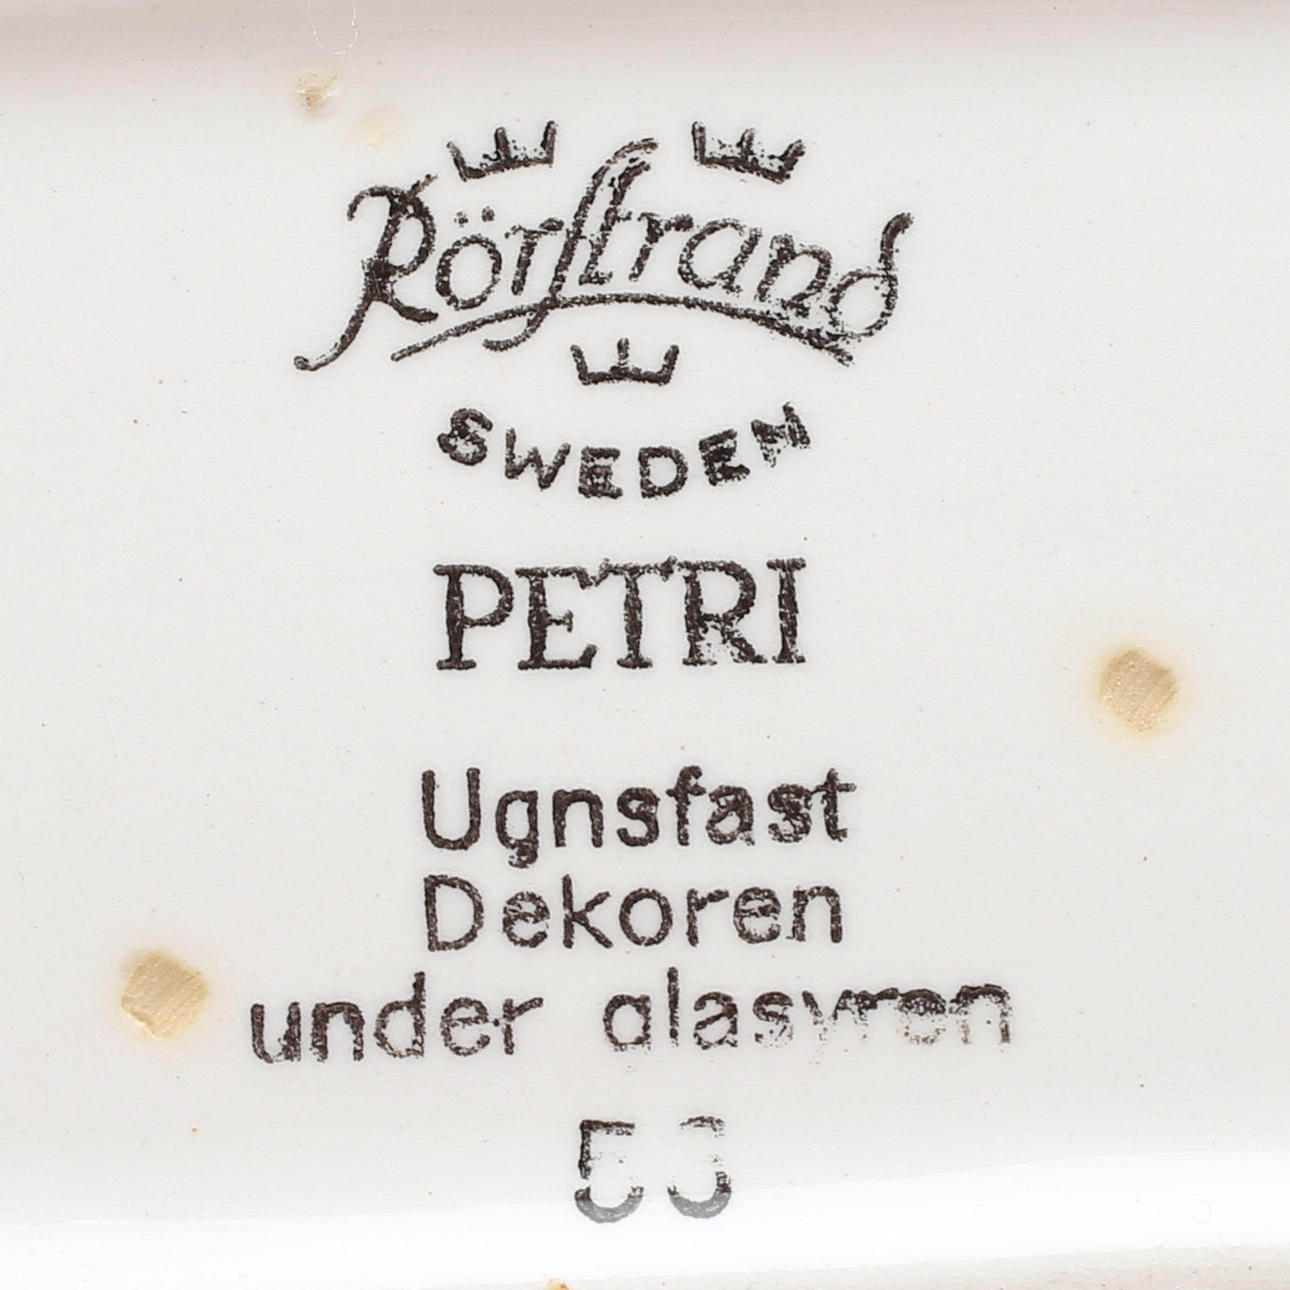 Rörstrand
SWEDEN
PETRI
Ugnsfast
Dekoren
under glasyren